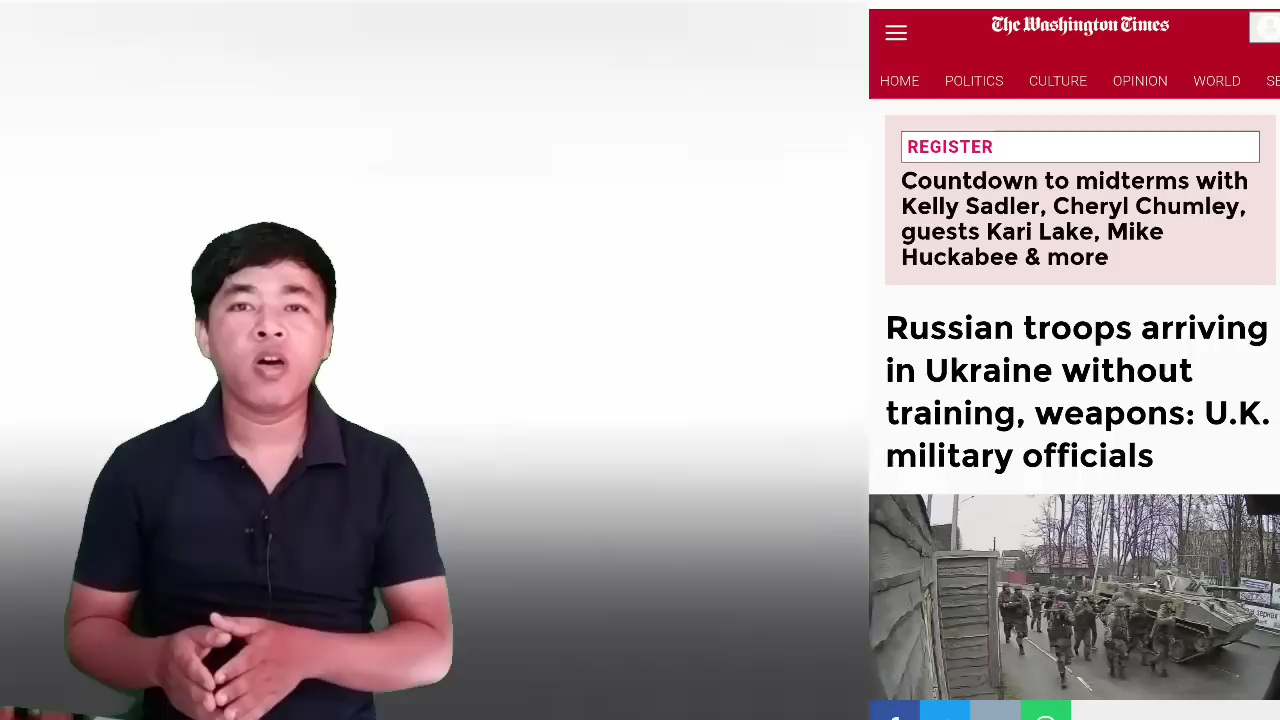 The Washington Times
HOME POLITICS CULTURE OPINION WORLD SE
REGISTER
Countdown to midterms with
Kelly Sadler, Cheryl Chumley,
guests Kari Lake, Mike
Huckabee & more
Russian troops arriving
in Ukraine without
training, weapons: U.K.
military officials